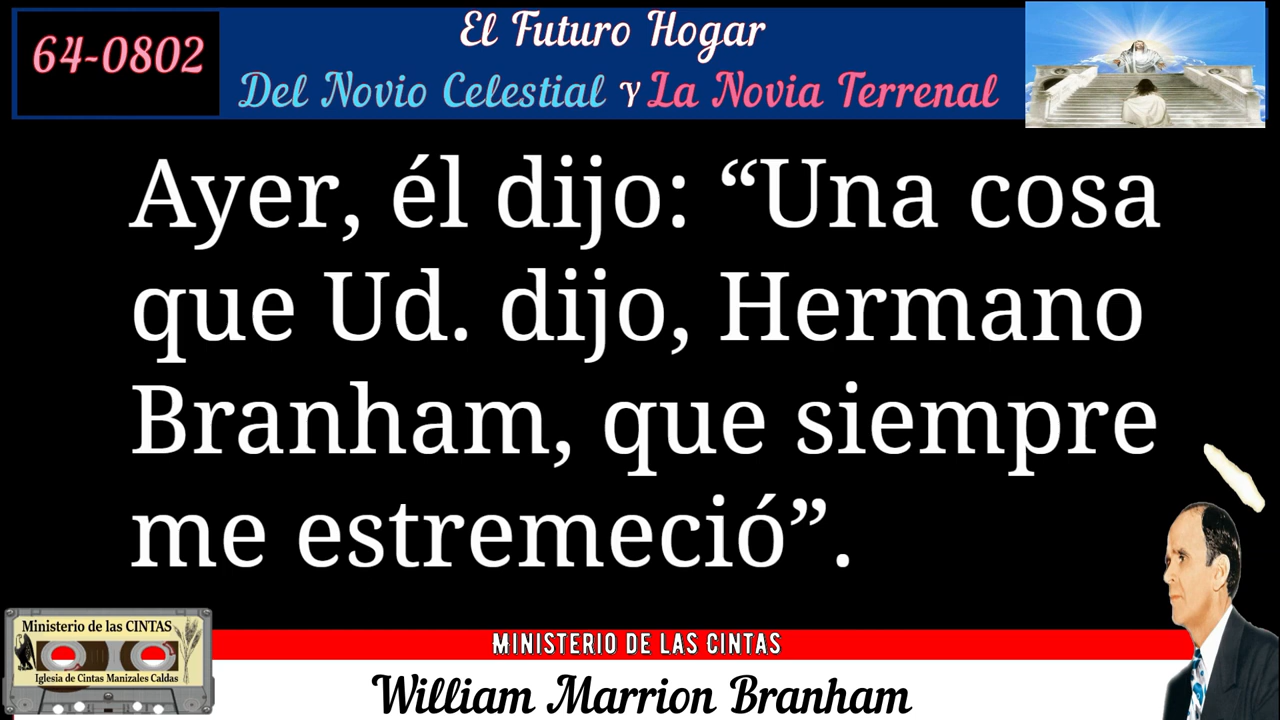 64-0802
El Futuro Hogar
Del Novio Celestial y La Novia Terrenal
Ayer, él dijo: “Una cosa
que Ud. dijo, Hermano
Branham, que siempre
me estremeció”.
Ministerio de las CINTAS
Iglesia de Cintas Manizales Caldas
MINISTERIO DE LAS CINTAS
William Marrion Branham